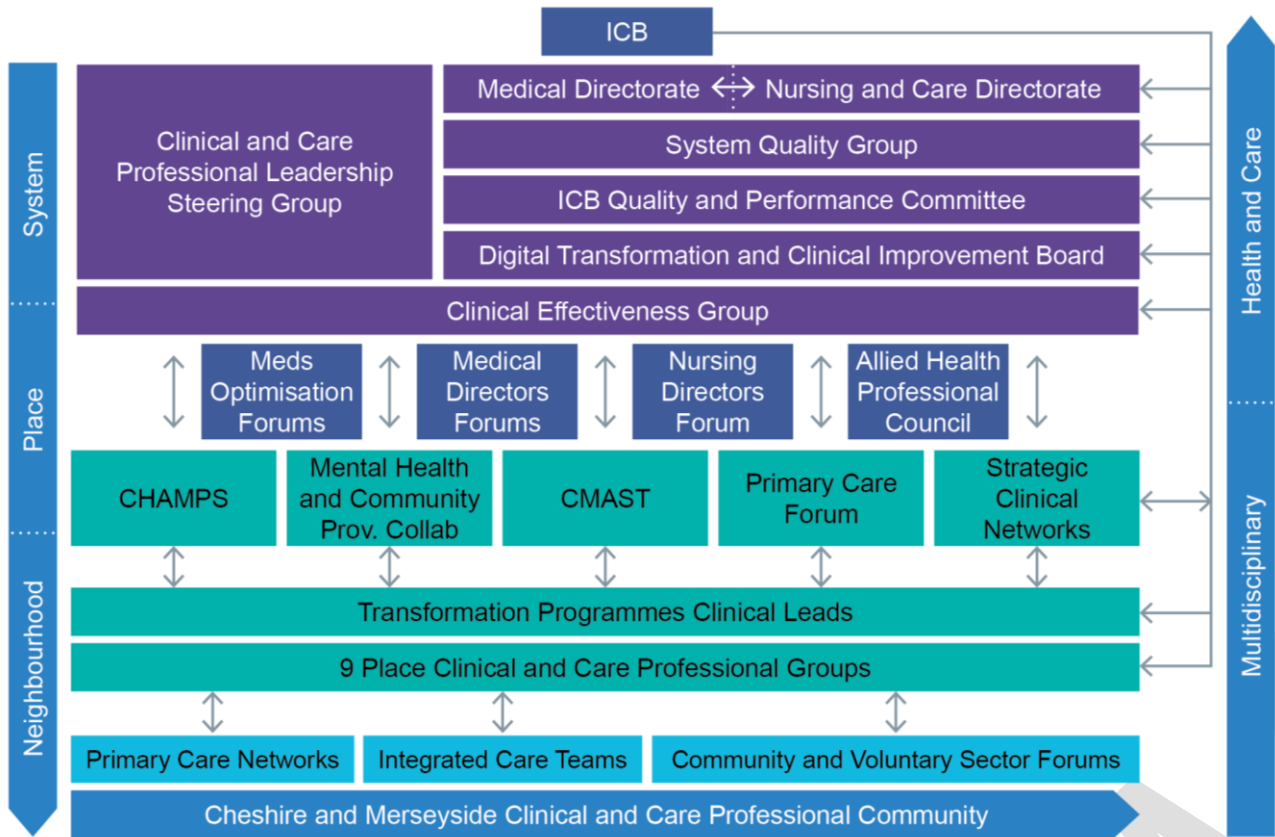 ICB
System
Place
Neighbourhood
Clinical and Care
Professional Leadership
Steering Group
Medical Directorate
Nursing and Care Directorate
System Quality Group
ICB Quality and Performance Committee
Digital Transformation and Clinical Improvement Board
Clinical Effectiveness Group
Meds
Optimisation
Forums
Medical
Directors
Forums
Nursing
Directors
Forum
Allied Health
Professional
Council
CHAMPS
Mental Health
and Community
Prov. Collab
CMAST
Primary Care
Forum
Strategic
Clinical
Networks
Transformation Programmes Clinical Leads
9 Place Clinical and Care Professional Groups
Primary Care Networks
Integrated Care Teams
Community and Voluntary Sector Forums
Cheshire and Merseyside Clinical and Care Professional Community
Health and Care
Multidisciplinary